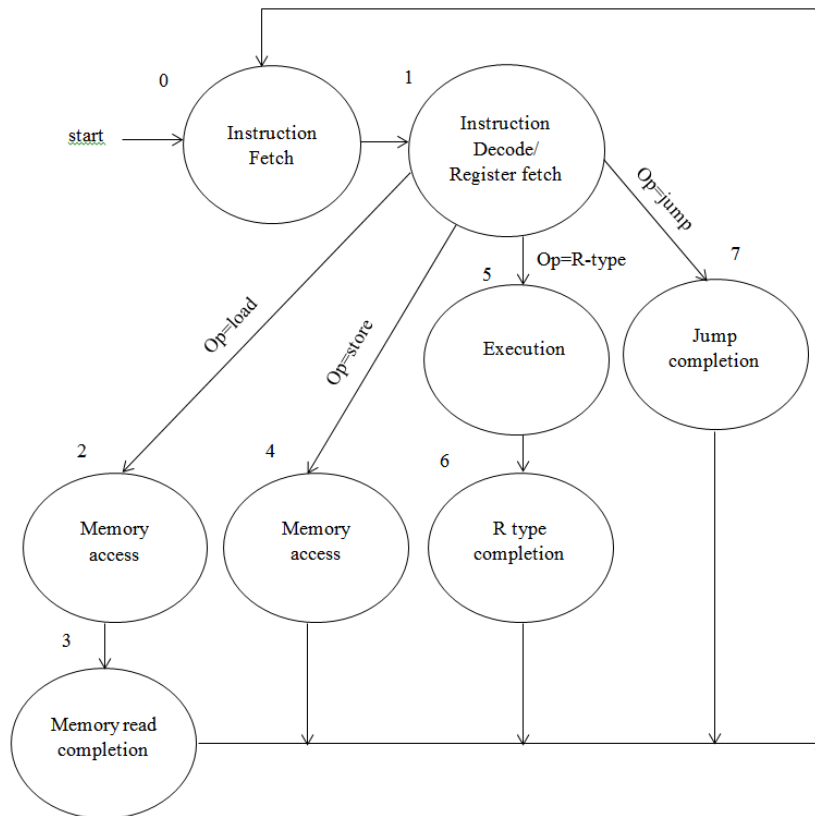 0
1
start
Instruction
Fetch
Instruction
Decode/
Register fetch
Op=jump
7
Op=R-type
5
Op=load
Op=store
Execution
Jump
completion
2
4
6
Memory
access
Memory
access
R type
completion
3
Memory read
completion